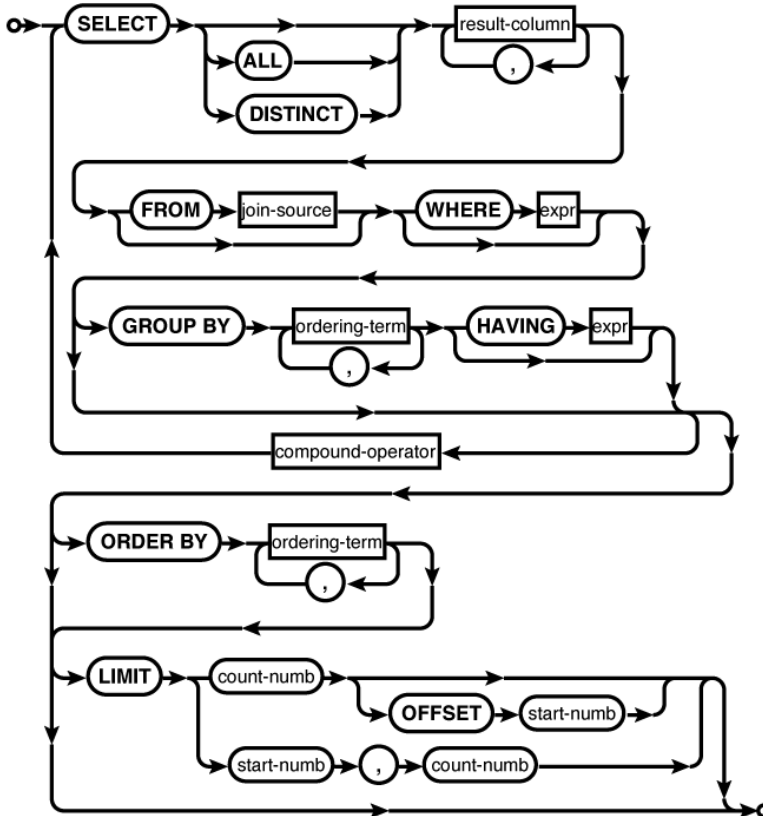 SELECT result-column
ALL ,
DISTINCT
FROM join-source WHERE expr
GROUP BY ordering-term HAVING expr
,
compound-operator
ORDER BY ordering-term
,
LIMIT count-numb
OFFSET start-numb
start-numb , count-numb